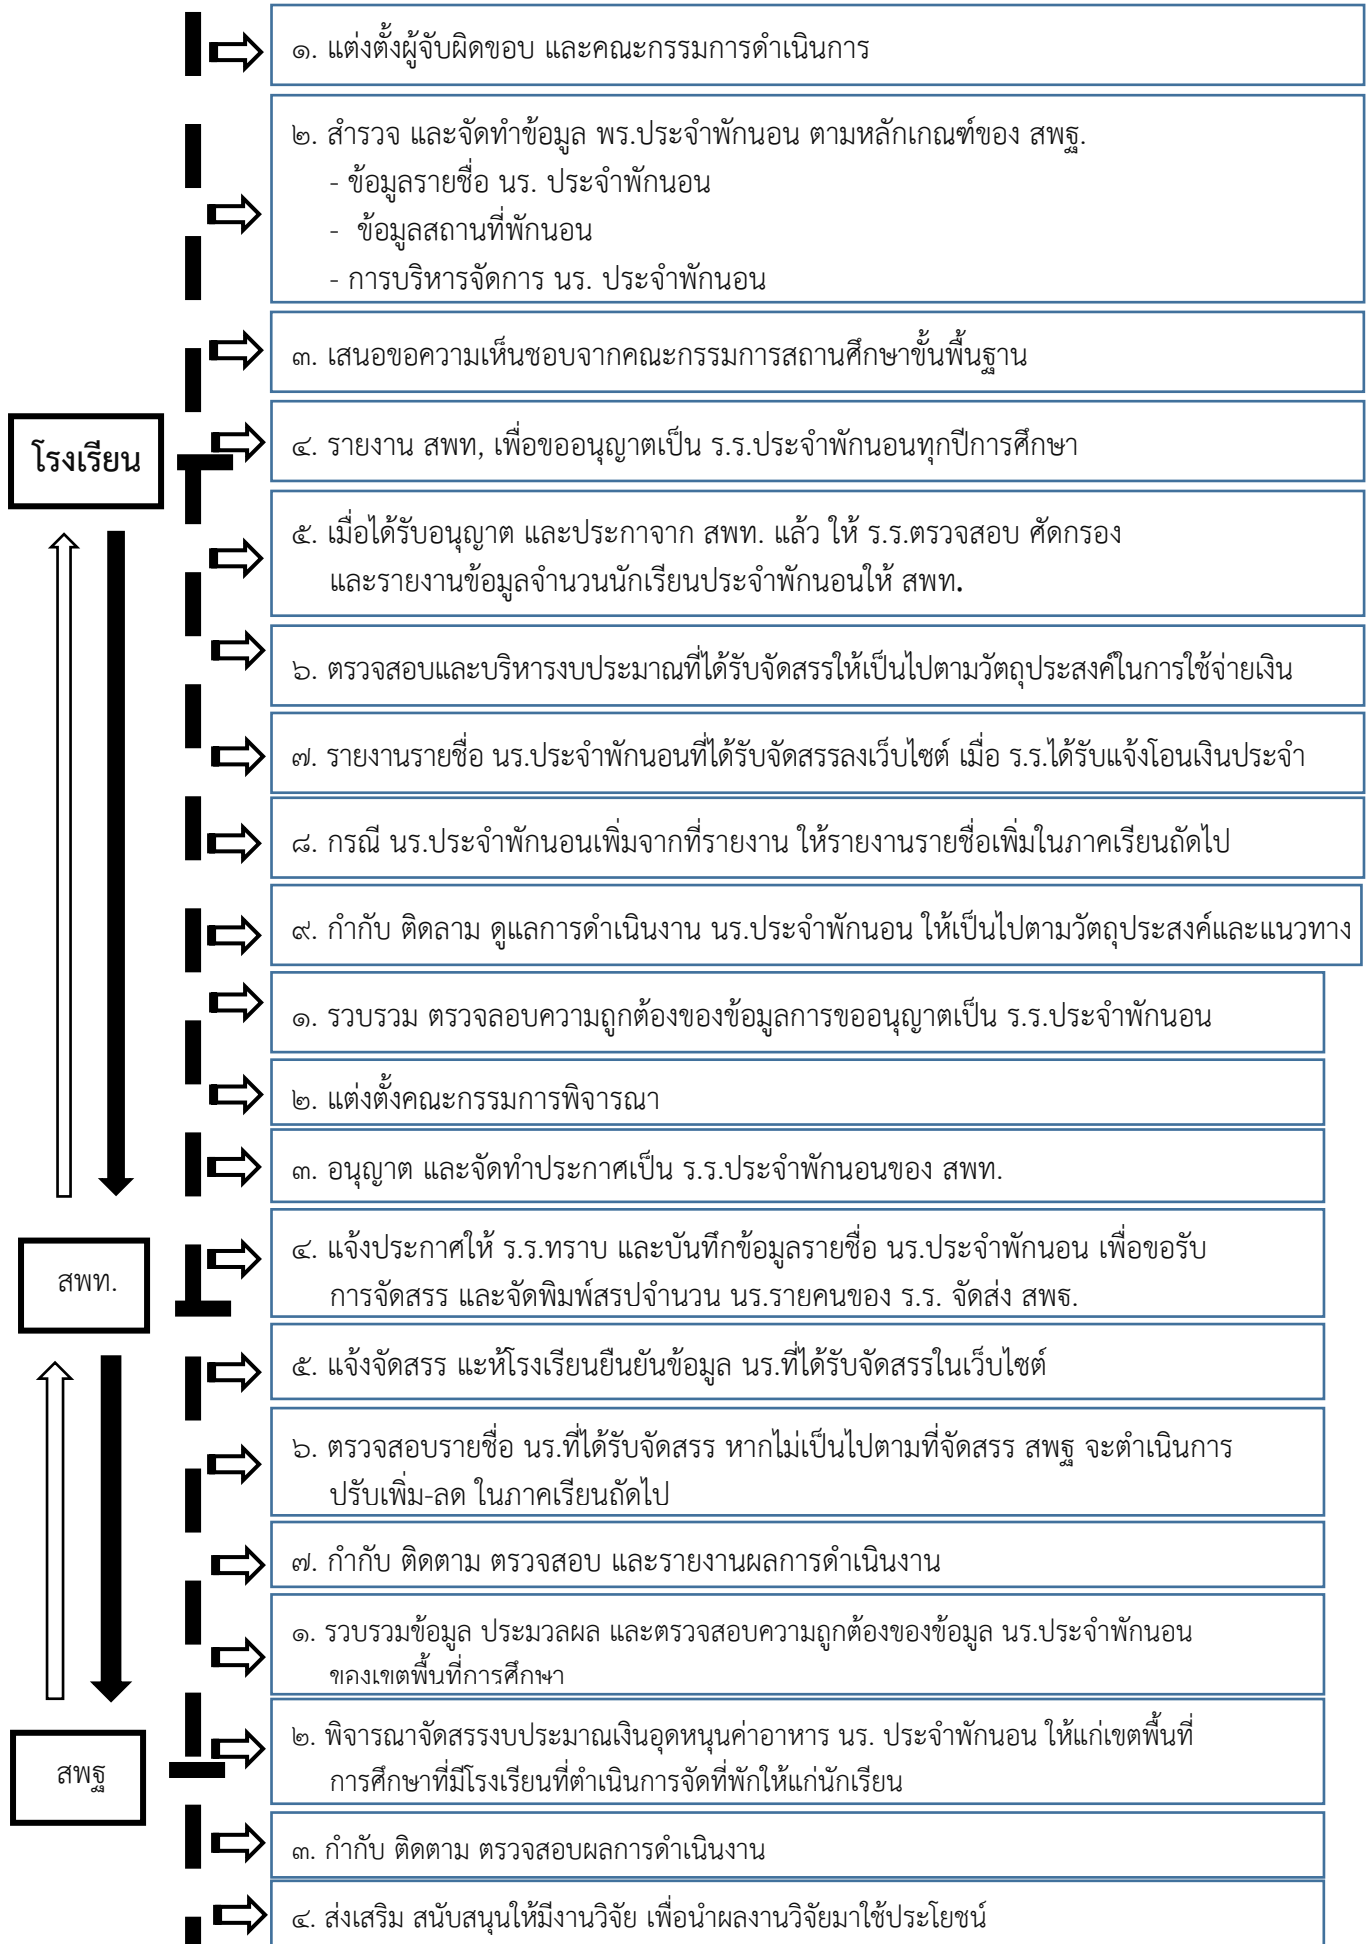 ๑. แต่งตั้งผู้จับผิดขอบ และคณะกรรมการดำเนินการ
๒. สำรวจ และจัดทำข้อมูล พร.ประจำพักนอน ตามหลักเกณฑ์ของ สพฐ.
- ข้อมูลรายชื่อ นร. ประจำพักนอน
- ข้อมูลสถานที่พักนอน
- การบริหารจัดการ นร. ประจำพักนอน
๓. เสนอขอความเห็นชอบจากคณะกรรมการสถานศึกษาขั้นพื้นฐาน
โรงเรียน
๔. รายงาน สพท, เพื่อขออนุญาตเป็น ร.ร.ประจำพักนอนทุกปีการศึกษา
๕. เมื่อได้รับอนุญาต และประกาจาก สพท. แล้ว ให้ ร.ร.ตรวจสอบ ศัดกรอง
และรายงานข้อมูลจำนวนนักเรียนประจำพักนอนให้ สพท.
๖. ตรวจสอบและบริหารงบประมาณที่ได้รับจัดสรรให้เป็นไปตามวัตถุประสงค์ในการใช้จ่ายเงิน
๗. รายงานรายชื่อ นร.ประจำพักนอนที่ได้รับจัดสรรลงเว็บไซต์ เมื่อ ร.ร.ได้รับแจ้งโอนเงินประจำ
๘. กรณี นร.ประจำพักนอนเพิ่มจากที่รายงาน ให้รายงานรายชื่อเพิ่มในภาคเรียนถัดไป
๙. กำกับ ติดลาม ดูแลการดำเนินงาน นร.ประจำพักนอน ให้เป็นไปตามวัตถุประสงค์และแนวทาง
๑. รวบรวม ตรวจลอบความถูกต้องของข้อมูลการขออนุญาตเป็น ร.ร.ประจำพักนอน
๒. แต่งตั้งคณะกรรมการพิจารณา
๓. อนุญาต และจัดทำประกาศเป็น ร.ร.ประจำพักนอนของ สพท.
สพท.
๔. แจ้งประกาศให้ ร.ร.ทราบ และบันทึกข้อมูลรายชื่อ นร.ประจำพักนอน เพื่อขอรับ
การจัดสรร และจัดพิมพ์สรุปจำนวน นร.รายคนของ ร.ร. จัดส่ง สพฐ.
๕. แจ้งจัดสรร แะห้โรงเรียนยืนยันข้อมูล นร.ที่ได้รับจัดสรรในเว็บไซต์
๖. ตรวจสอบรายชื่อ นร.ที่ได้รับจัดสรร หากไม่เป็นไปตามที่จัดสรร สพฐ จะตำเนินการ
ปรับเพิ่ม-ลด ในภาคเรียนถัดไป
๗. กำกับ ติดตาม ตรวจสอบ และรายงานผลการดำเนินงาน
๑. รวบรวมข้อมูล ประมวลผล และตรวจสอบความถูกต้องของข้อมูล นร.ประจำพักนอน
ของเขตพื้นที่การศึกษา
สพฐ
๒. พิจารณาจัดสรรงบประมาณเงินอุดหนุนค่าอาหาร นร. ประจำพักนอน ให้แก่เขตพื้นที่
การศึกษาที่มีโรงเรียนที่ตำเนินการจัดที่พักให้แก่นักเรียน
๓. กำกับ ติดตาม ตรวจสอบผลการดำเนินงาน
๔. ส่งเสริม สนับสนุนให้มีงานวิจัย เพื่อนำผลงานวิจัยมาใช้ประโยชน์